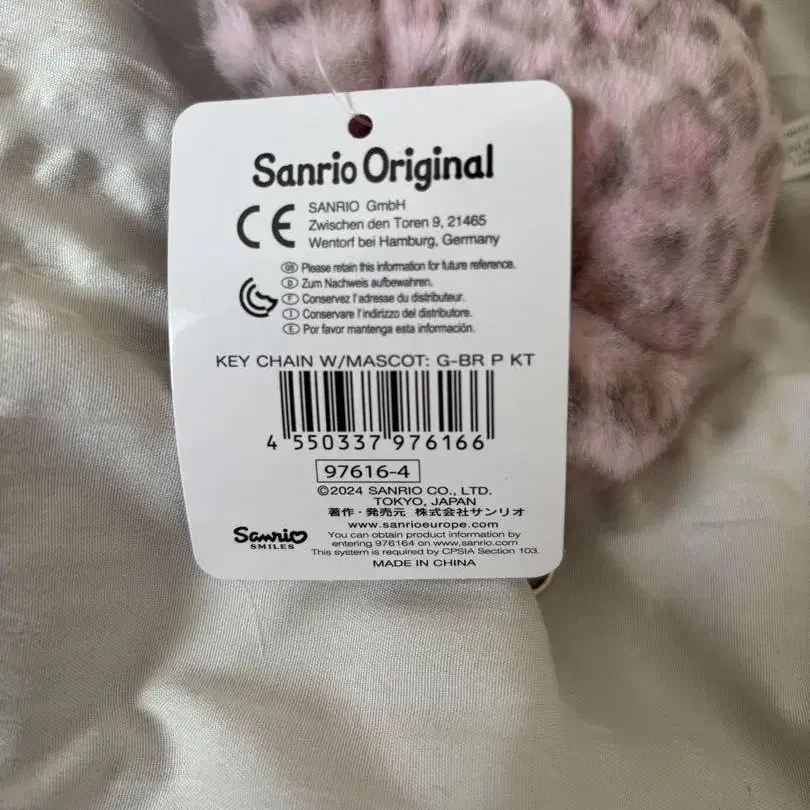 Sanrio Original
CE
SANRIO GmbH
Zwischen den Toren 9, 21465
Wentorf bei Hamburg, Germany
GB Please retain this information for future reference.
D Zum Nachweis aufbewahren.
F Conservez l'adresse du distributeur.
I Conservare l'indirizzo del distributore.
E Por favor mantenga esta información.
KEY CHAIN W/MASCOT: G-BR P KT
4 550337 976166
97616-4
©2024 SANRIO CO., LTD.
TOKYO, JAPAN
著作・発売元 株式会社サンリオ
www.sanrioeurope.com
Sanrio
SMILES
You can obtain product information by
entering 976164 on www.sanrio.com.
This system is required by CPSIA Section 103.
MADE IN CHINA